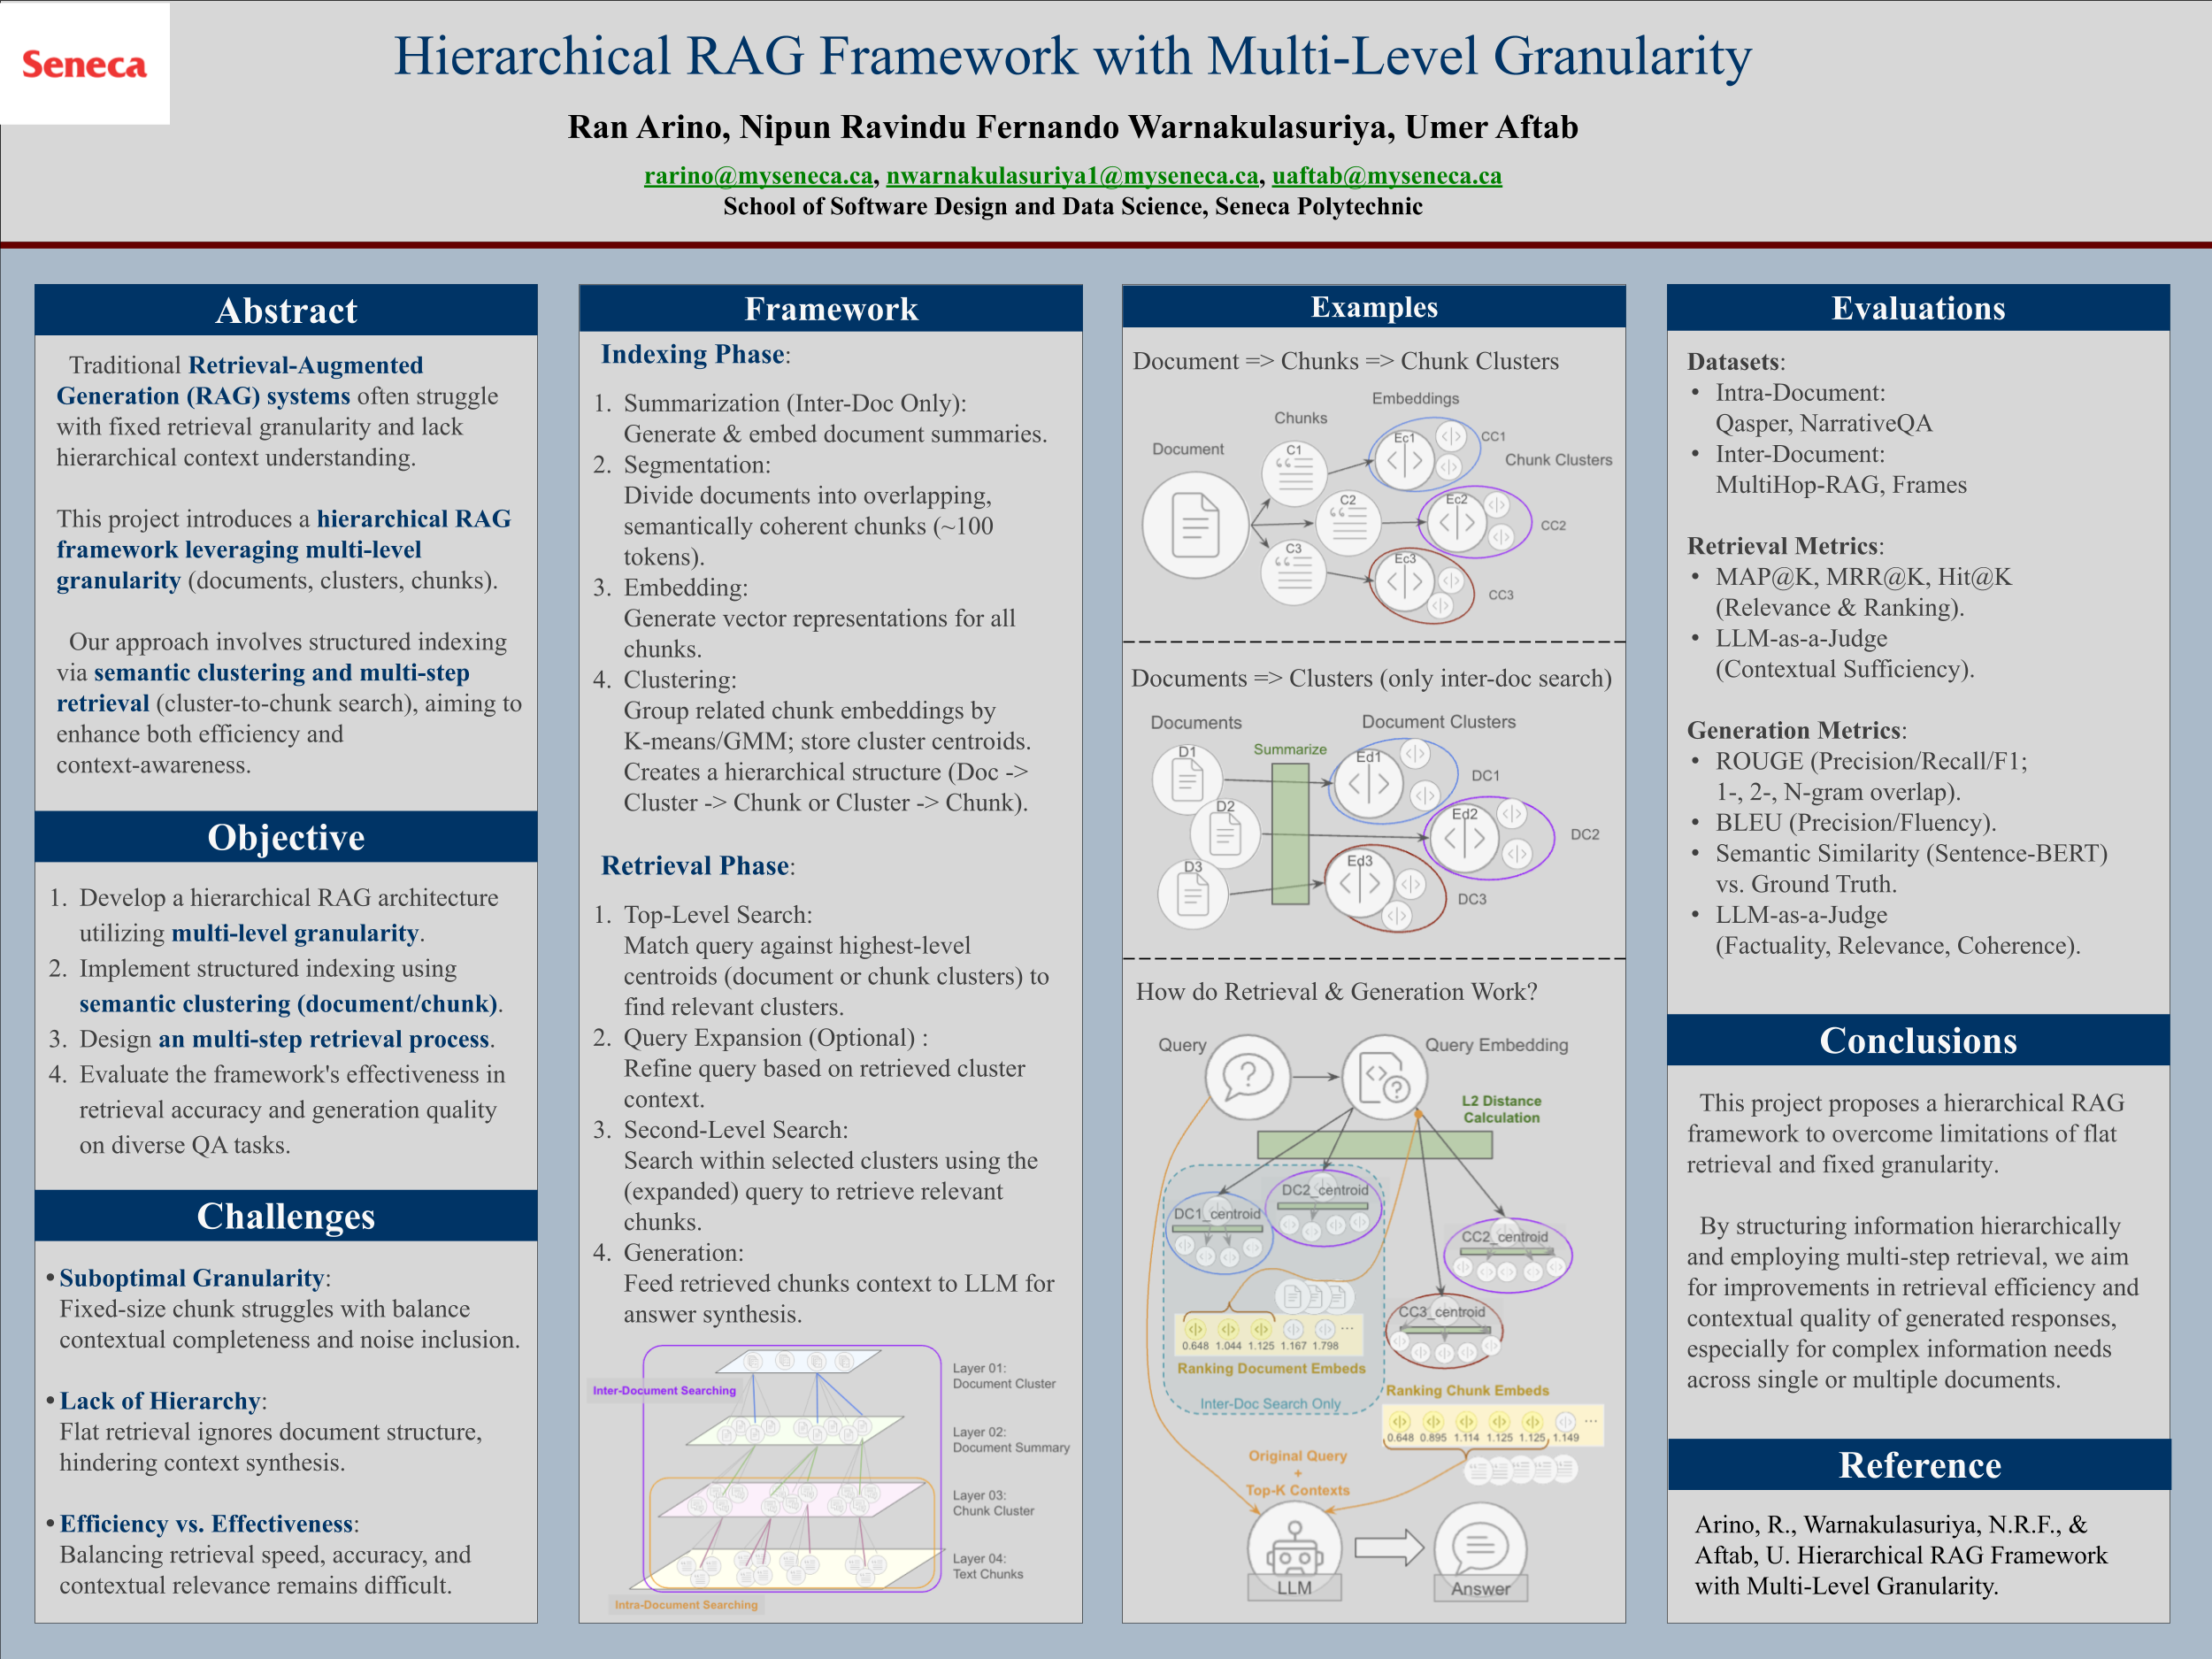 Seneca
Hierarchical RAG Framework with Multi-Level Granularity
Ran Arino, Nipun Ravindu Fernando Warnakulasuriya, Umer Aftab
rarino@myseneca.ca, nwarnakulasuriya1@myseneca.ca, uaftab@myseneca.ca
School of Software Design and Data Science, Seneca Polytechnic
Abstract
Traditional Retrieval-Augmented
Generation (RAG) systems often struggle
with fixed retrieval granularity and lack
hierarchical context understanding.
This project introduces a hierarchical RAG
framework leveraging multi-level
granularity (documents, clusters, chunks).
Our approach involves structured indexing
via semantic clustering and multi-step
retrieval (cluster-to-chunk search), aiming to
enhance both efficiency and
context-awareness.
Objective
1. Develop a hierarchical RAG architecture
utilizing multi-level granularity.
2. Implement structured indexing using
semantic clustering (document/chunk).
3. Design an multi-step retrieval process.
4. Evaluate the framework's effectiveness in
retrieval accuracy and generation quality
on diverse QA tasks.
Challenges
• Suboptimal Granularity:
Fixed-size chunk struggles with balance
contextual completeness and noise inclusion.
• Lack of Hierarchy:
Flat retrieval ignores document structure,
hindering context synthesis.
• Efficiency vs. Effectiveness:
Balancing retrieval speed, accuracy, and
contextual relevance remains difficult.
Framework
Indexing Phase:
1. Summarization (Inter-Doc Only):
Generate & embed document summaries.
2. Segmentation:
Divide documents into overlapping,
semantically coherent chunks (~100
tokens).
3. Embedding:
Generate vector representations for all
chunks.
4. Clustering:
Group related chunk embeddings by
K-means/GMM; store cluster centroids.
Creates a hierarchical structure (Doc ->
Cluster -> Chunk or Cluster -> Chunk).
Retrieval Phase:
1. Top-Level Search:
Match query against highest-level
centroids (document or chunk clusters) to
find relevant clusters.
2. Query Expansion (Optional) :
Refine query based on retrieved cluster
context.
3. Second-Level Search:
Search within selected clusters using the
(expanded) query to retrieve relevant
chunks.
4. Generation:
Feed retrieved chunks context to LLM for
answer synthesis.
Inter-Document Searching
Layer 01:
Document Cluster
Layer 02:
Document Summary
Layer 03:
Chunk Cluster
Layer 04:
Text Chunks
Intra-Document Searching
Examples
Document => Chunks => Chunk Clusters
Embeddings
Chunks
Document
C1
Ec1
CC1
Chunk Clusters
C2
Ec2
CC2
C3
Ec3
CC3
Documents => Clusters (only inter-doc search)
Documents
Document Clusters
Summarize
D1
Ed1
DC1
D2
Ed2
DC2
D3
Ed3
DC3
How do Retrieval & Generation Work?
Query
Query Embedding
L2 Distance
Calculation
DC2_centroid
DC1_centroid
CC2_centroid
CC3_centroid
0.648 1.044 1.125 1.167 1.798
Ranking Document Embeds
Inter-Doc Search Only
Ranking Chunk Embeds
0.648 0.895 1.114 1.125 1.125 1.149
Original Query
+
Top-K Contexts
LLM
Answer
Evaluations
Datasets:
• Intra-Document:
Qasper, NarrativeQA
• Inter-Document:
MultiHop-RAG, Frames
Retrieval Metrics:
• MAP@K, MRR@K, Hit@K
(Relevance & Ranking).
• LLM-as-a-Judge
(Contextual Sufficiency).
Generation Metrics:
• ROUGE (Precision/Recall/F1;
1-, 2-, N-gram overlap).
• BLEU (Precision/Fluency).
• Semantic Similarity (Sentence-BERT)
vs. Ground Truth.
• LLM-as-a-Judge
(Factuality, Relevance, Coherence).
Conclusions
This project proposes a hierarchical RAG
framework to overcome limitations of flat
retrieval and fixed granularity.
By structuring information hierarchically
and employing multi-step retrieval, we aim
for improvements in retrieval efficiency and
contextual quality of generated responses,
especially for complex information needs
across single or multiple documents.
Reference
Arino, R., Warnakulasuriya, N.R.F., &
Aftab, U. Hierarchical RAG Framework
with Multi-Level Granularity.